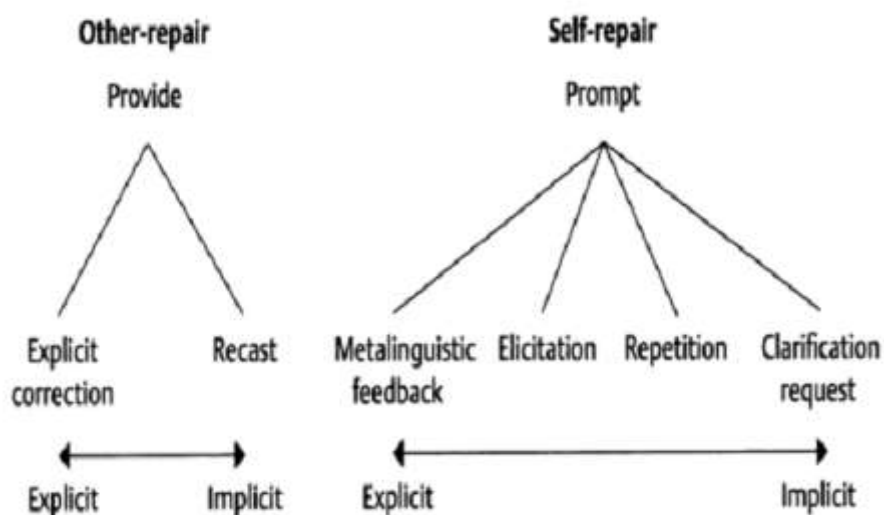 Other-repair Self-repair
Provide Prompt
Explicit correction Recast Metalinguistic feedback Elicitation Repetition Clarification request
Explicit Implicit Explicit Implicit